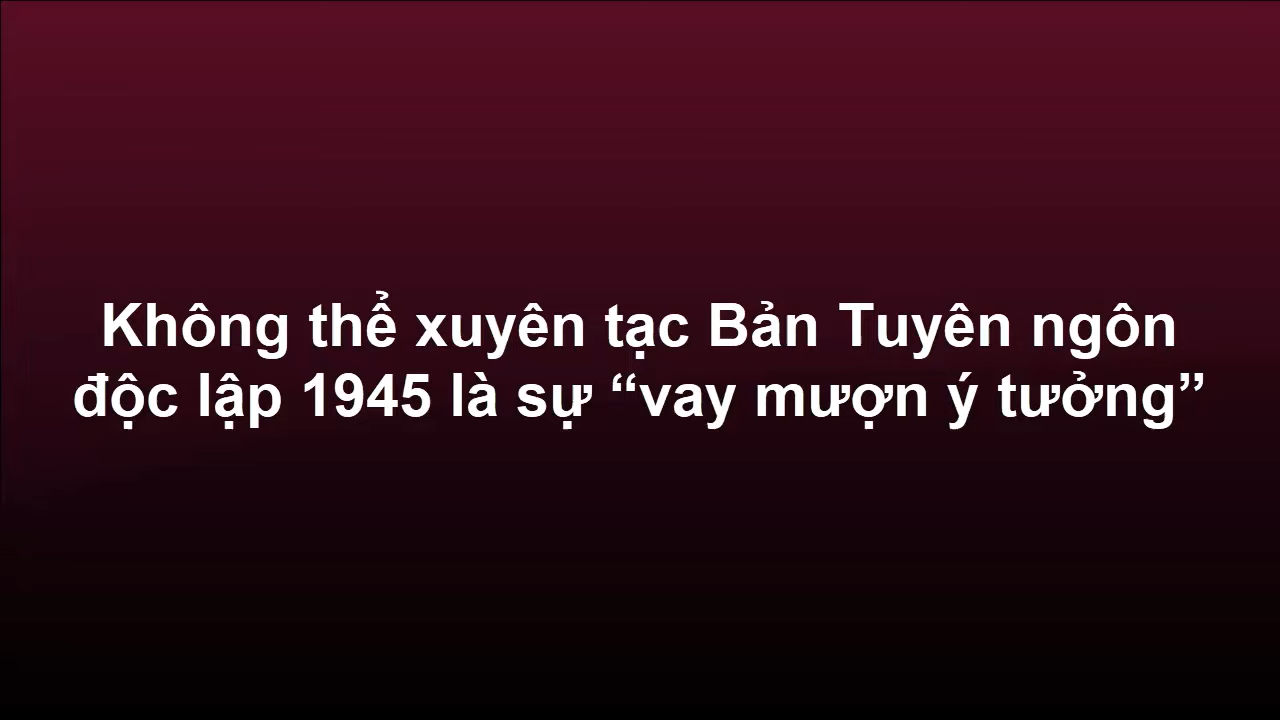 Không thể xuyên tạc Bản Tuyên ngôn
độc lập 1945 là sự “vay mượn ý tưởng”